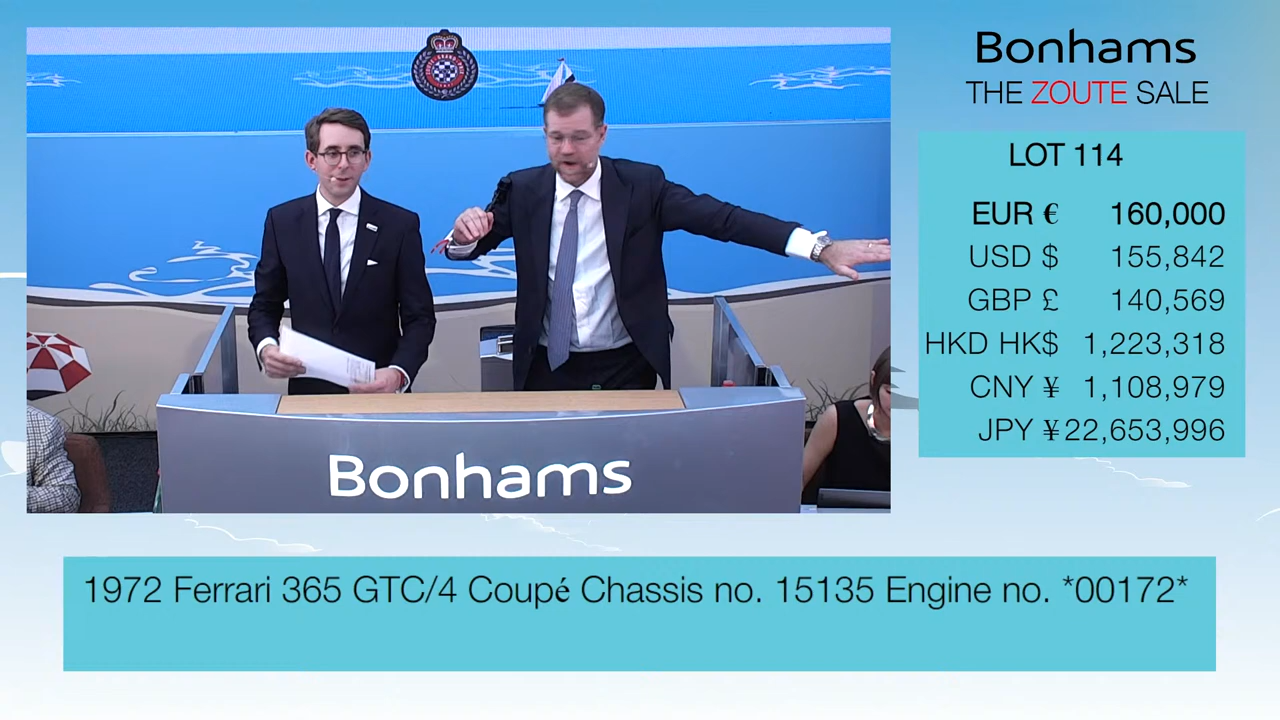 Bonhams
THE ZOUTE SALE
LOT 114
EUR € 160,000
USD $ 155,842
GBP £ 140,569
HKD HK$ 1,223,318
CNY ¥ 1,108,979
JPY ¥22,653,996
Bonhams
1972 Ferrari 365 GTC/4 Coupé Chassis no. 15135 Engine no. *00172*